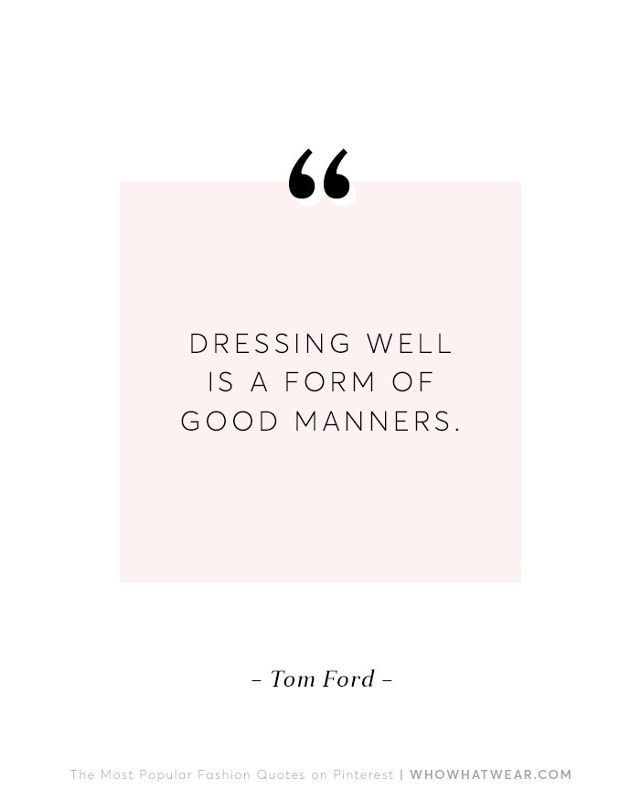 “
DRESSING WELL
IS A FORM OF
GOOD MANNERS.
– Tom Ford –
The Most Popular Fashion Quotes on Pinterest | WHOWHATWEAR.COM